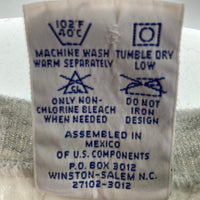 102°F
40°C
MACHINE WASH
WARM SEPARATELY
TUMBLE DRY
LOW
CL
ONLY NON-
CHLORINE BLEACH
WHEN NEEDED
DO NOT
IRON
DESIGN
ASSEMBLED IN
MEXICO
OF U.S. COMPONENTS
P.O. BOX 3012
WINSTON-SALEM N.C.
27102-3012